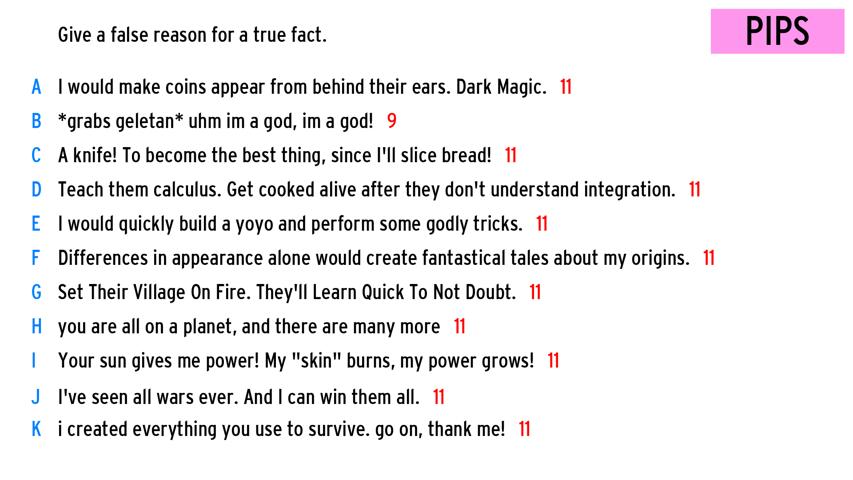 Give a false reason for a true fact.
PIPS
A I would make coins appear from behind their ears. Dark Magic. 11
B *grabs geletan* uhm im a god, im a god! 9
C A knife! To become the best thing, since I'll slice bread! 11
D Teach them calculus. Get cooked alive after they don't understand integration. 11
E I would quickly build a yoyo and perform some godly tricks. 11
F Differences in appearance alone would create fantastical tales about my origins. 11
G Set Their Village On Fire. They'll Learn Quick To Not Doubt. 11
H you are all on a planet, and there are many more 11
I Your sun gives me power! My "skin" burns, my power grows! 11
J I've seen all wars ever. And I can win them all. 11
K i created everything you use to survive. go on, thank me! 11